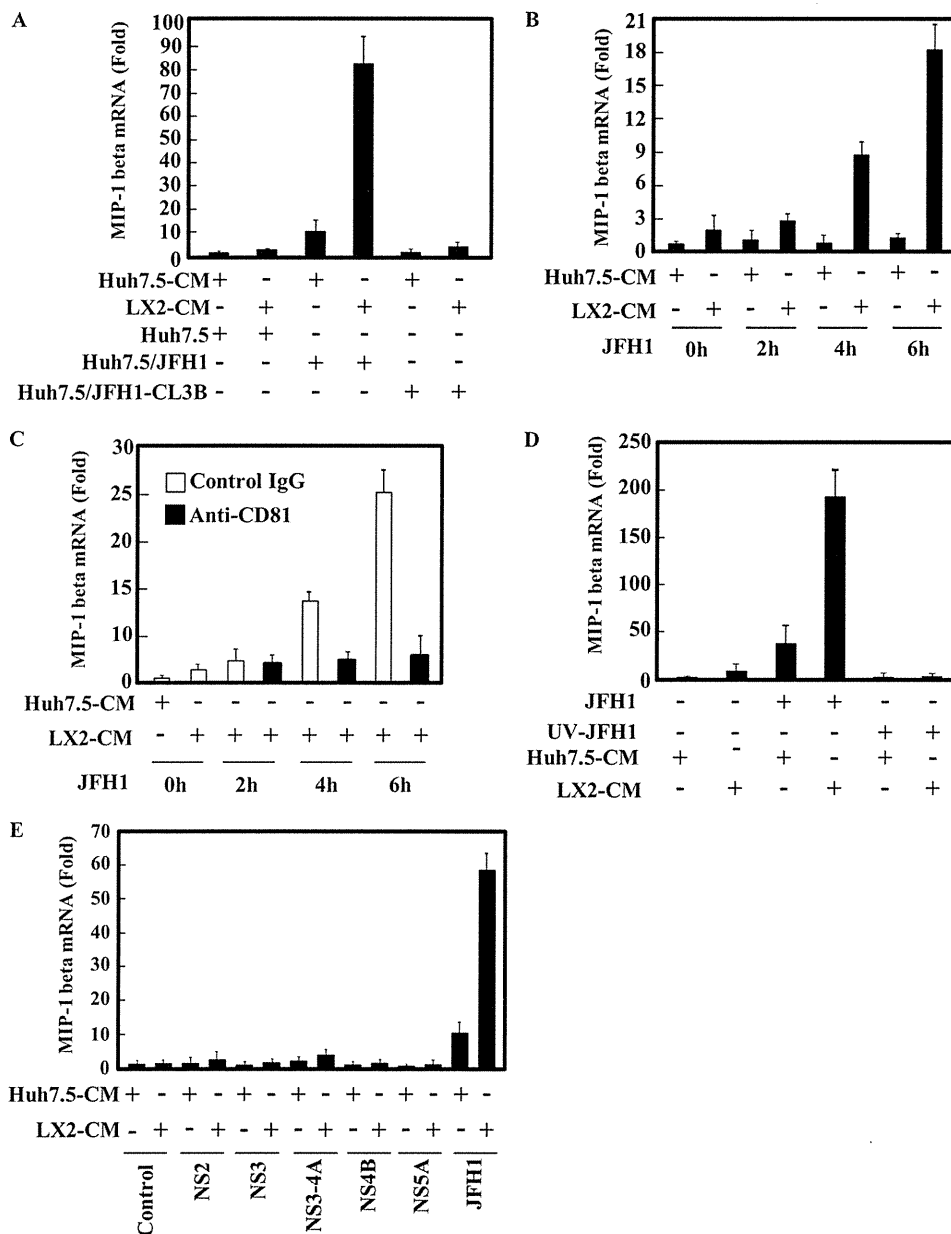 A
MIP-1 beta mRNA (Fold)
100
90
80
70
60
50
40
30
20
10
0
Huh7.5-CM + - + - + -
LX2-CM - + - + - +
Huh7.5 + + - - - -
Huh7.5/JFH1 - - + + - -
Huh7.5/JFH1-CL3B - - - - + +
B
MIP-1 beta mRNA (Fold)
21
18
15
12
9
6
3
0
Huh7.5-CM + - + - + - + -
LX2-CM - + - + - + - +
JFH1 0h 2h 4h 6h
C
MIP-1 beta mRNA (Fold)
30
25
15
10
5
0
Control IgG
Anti-CD81
Huh7.5-CM + - - - - - - -
LX2-CM - + + + + + + +
JFH1 0h 2h 4h 6h
D
MIP-1 beta mRNA (Fold)
250
200
150
100
50
0
JFH1 - - + + - -
UV-JFH1 - - - - + +
Huh7.5-CM + - + - + -
LX2-CM - + - + - +
E
MIP-1 beta mRNA (Fold)
70
60
50
40
30
20
10
0
Huh7.5-CM + - + - + - + - + - + - + -
LX2-CM - + - + - + - + - + - + - +
Control
NS2
NS3
NS3-4A
NS4B
NS5A
JFH1